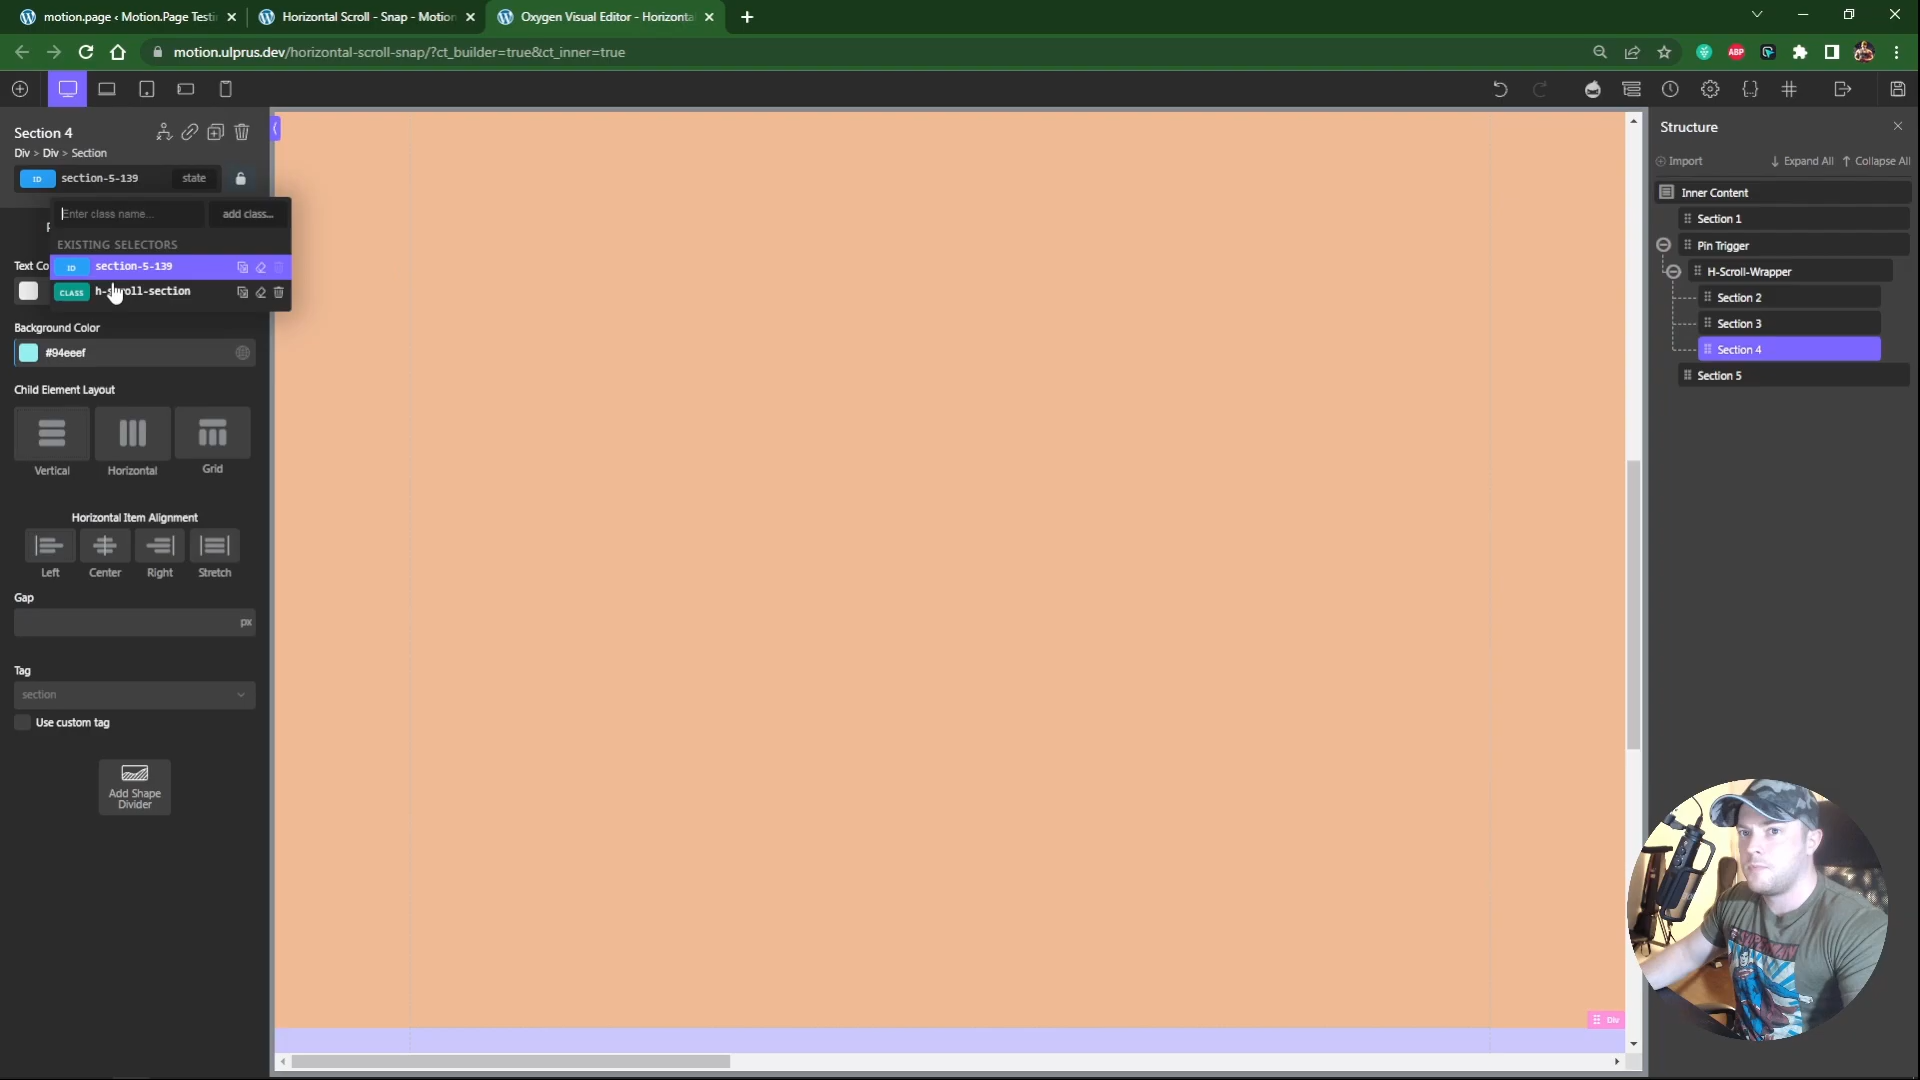 motion.page ‹ Motion.Page Testi
Horizontal Scroll - Snap - Motion
Oxygen Visual Editor - Horizonta
motion.ulprus.dev/horizontal-scroll-snap/?ct_builder=true&ct_inner=true
ABP
Section 4
Div > Div > Section
ID section-5-139 state
Enter class name... add class...
EXISTING SELECTORS
ID section-5-139
CLASS h-scroll-section
Text Co
Background Color
#94eeef
Child Element Layout
Vertical Horizontal Grid
Horizontal Item Alignment
Left Center Right Stretch
Gap
px
Tag
section
Use custom tag
Add Shape
Divider
Div
Structure
Import Expand All Collapse All
Inner Content
Section 1
Pin Trigger
H-Scroll-Wrapper
Section 2
Section 3
Section 4
Section 5